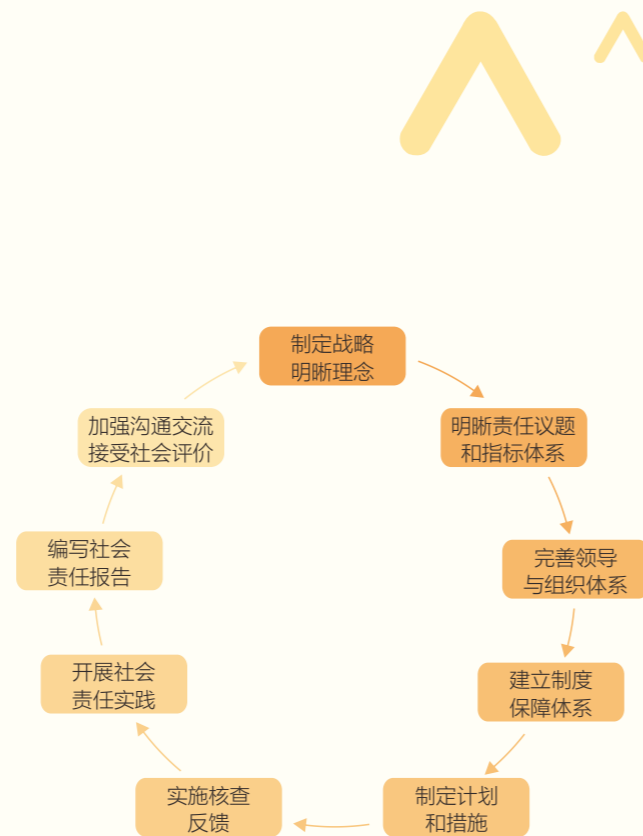 制定战略
明晰理念
明晰责任议题
和指标体系
完善领导
与组织体系
建立制度
保障体系
制定计划
和措施
实施核查
反馈
开展社会
责任实践
编写社会
责任报告
加强沟通交流
接受社会评价